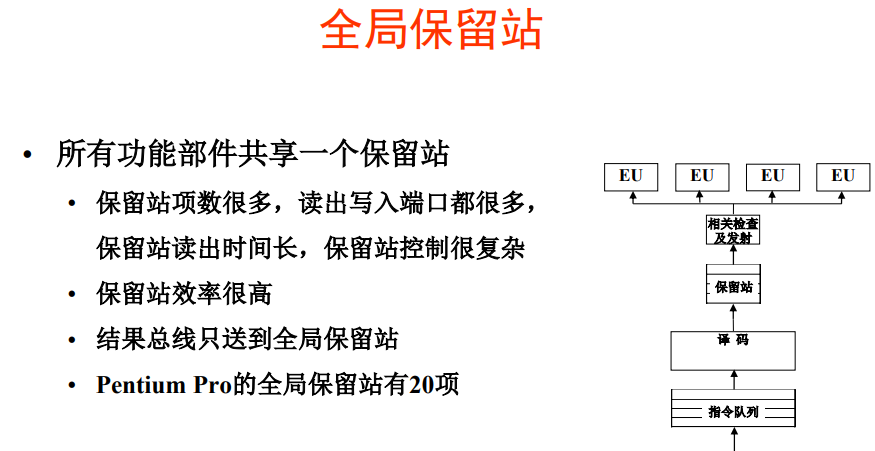 全局保留站
• 所有功能部件共享一个保留站
• 保留站项数很多，读出写入端口都很多，
保留站读出时间长，保留站控制很复杂
• 保留站效率很高
• 结果总线只送到全局保留站
• Pentium Pro的全局保留站有20项
EU EU EU EU
相关检查
及发射
保留站
译 码
指令队列